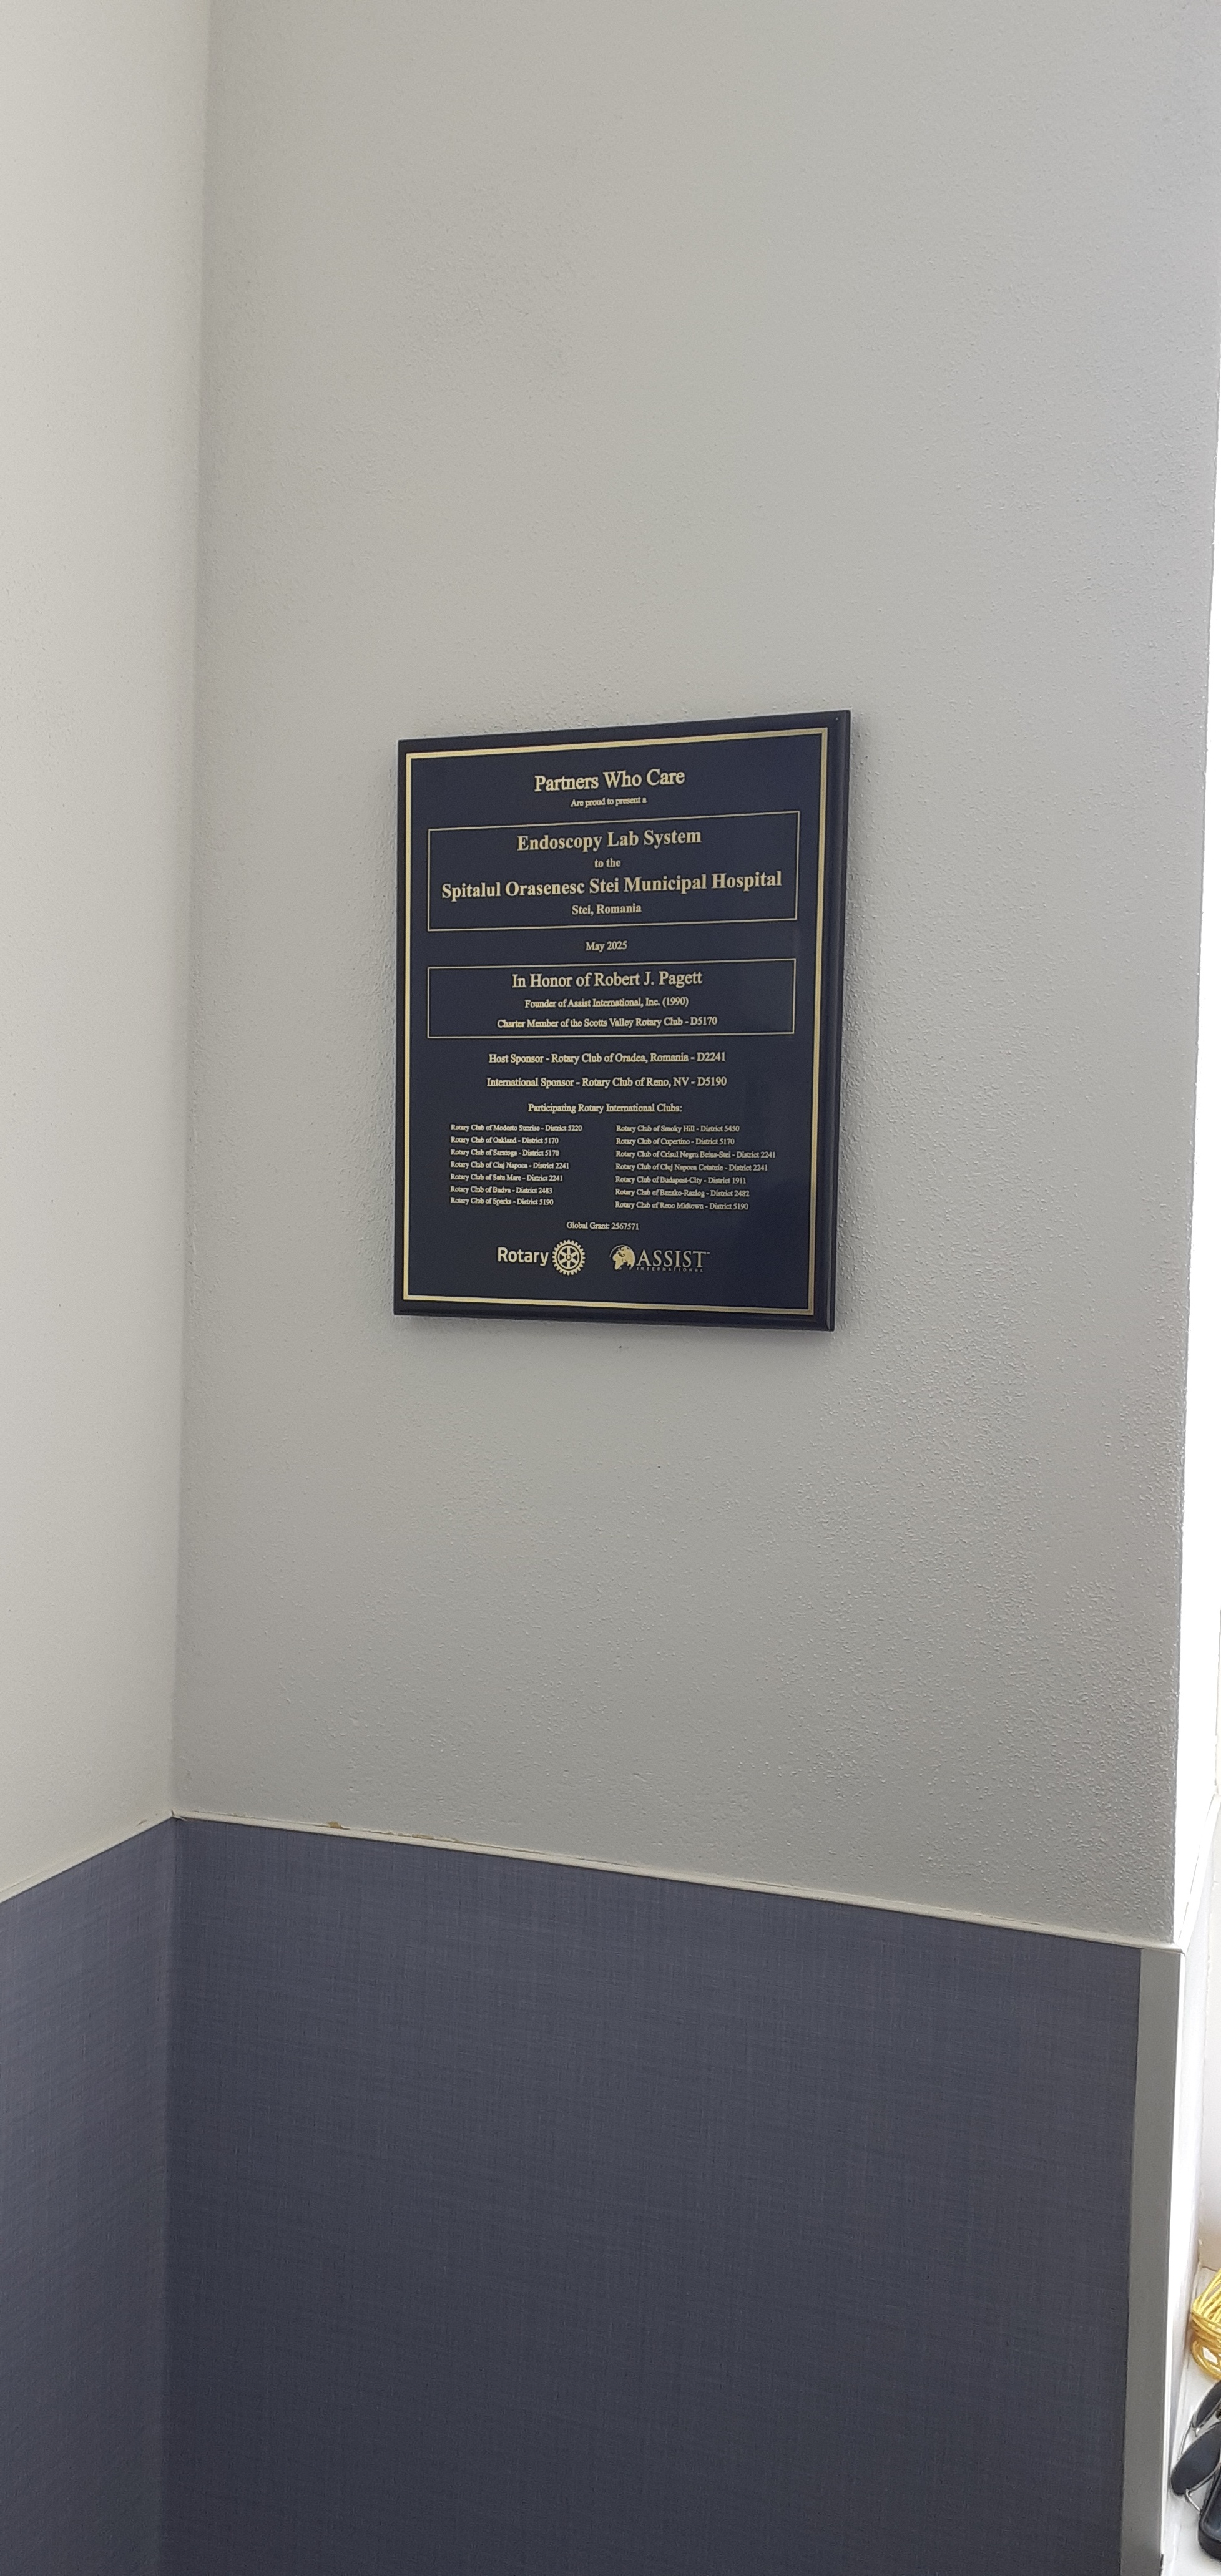 Partners Who Care
Are proud to present a
Endoscopy Lab System
to the
Spitalul Orasenesc Stei Municipal Hospital
Stei, Romania
May 2025
In Honor of Robert J. Pagett
Founder of Assist International, Inc. (1990)
Charter Member of the Scotts Valley Rotary Club - D5170
Host Sponsor - Rotary Club of Oradea, Romania - D2241
International Sponsor - Rotary Club of Reno, NV - D5190
Participating Rotary International Clubs:
Rotary Club of Modesto Sunrise - District 5220
Rotary Club of Oakland - District 5170
Rotary Club of Saratoga - District 5170
Rotary Club of Cluj Napoca - District 2241
Rotary Club of Satu Mare - District 2241
Rotary Club of Budva - District 2483
Rotary Club of Sparks - District 5190
Rotary Club of Smoky Hill - District 5450
Rotary Club of Cupertino - District 5170
Rotary Club of Crisul Negru Beius-Stei - District 2241
Rotary Club of Cluj Napoca Cetatuie - District 2241
Rotary Club of Budapest-City - District 1911
Rotary Club of Bansko-Razlog - District 2482
Rotary Club of Reno Midtown - District 5190
Global Grant: 2567571
Rotary
ASSIST
INTERNATIONAL